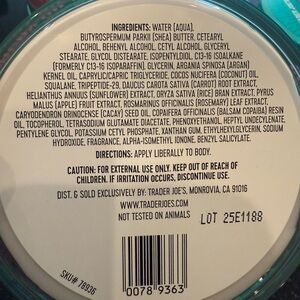 INGREDIENTS: WATER (AQUA),
BUTYROSPERMUM PARKII (SHEA) BUTTER, CETEARYL
ALCOHOL, BEHENYL ALCOHOL, CETYL ALCOHOL, GLYCERYL
STEARATE, GLYCOL DISTEARATE, ISOPENTYLDIOL, C13-16 ISOALKANE
(FORMERLY C13-16 ISOPARAFFIN), GLYCERIN, ARGANIA SPINOSA (ARGAN)
KERNEL OIL, CAPRYLIC/CAPRIC TRIGLYCERIDE, COCOS NUCIFERA (COCONUT) OIL,
SQUALANE, TRIPEPTIDE-29, DAUCUS CAROTA SATIVA (CARROT) ROOT EXTRACT,
HELIANTHUS ANNUUS (SUNFLOWER) EXTRACT, ORYZA SATIVA (RICE) BRAN EXTRACT, PYRUS
MALUS (APPLE) FRUIT EXTRACT, ROSMARINUS OFFICINALIS (ROSEMARY) LEAF EXTRACT,
CARYODENDRON ORINOCENSE (CACAY) SEED OIL, COPAIFERA OFFICINALIS (BALSAM COPAIBA) RESIN
OIL, TOCOPHEROL, TETRASODIUM GLUTAMATE DIACETATE, PHENOXYETHANOL, HEPTYL UNDECYLENATE,
PENTYLENE GLYCOL, POTASSIUM CETYL PHOSPHATE, XANTHAN GUM, ETHYLHEXYLGLYCERIN, SODIUM
HYDROXIDE, FRAGRANCE, ALPHA-ISOMETHYL IONONE, BENZYL SALICYLATE.
DIRECTIONS: APPLY LIBERALLY TO BODY.
CAUTION: FOR EXTERNAL USE ONLY. KEEP OUT OF REACH OF
CHILDREN. IF IRRITATION OCCURS, DISCONTINUE USE.
DIST. & SOLD EXCLUSIVELY BY: TRADER JOE'S, MONROVIA, CA 91016
WWW.TRADERJOES.COM
NOT TESTED ON ANIMALS
LOT 25E1188
SKU# 78936
0078 9363